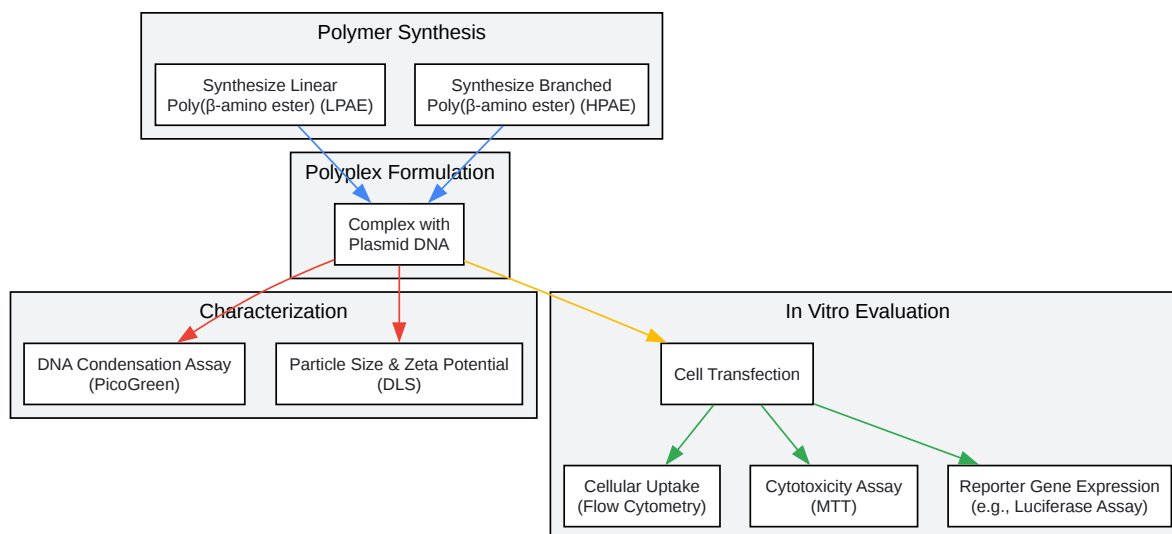 Polymer Synthesis
Synthesize Linear
Poly(β-amino ester) (LPAE)
Synthesize Branched
Poly(β-amino ester) (HPAE)
Polyplex Formulation
Complex with
Plasmid DNA
Characterization
DNA Condensation Assay
(PicoGreen)
Particle Size & Zeta Potential
(DLS)
In Vitro Evaluation
Cell Transfection
Cellular Uptake
(Flow Cytometry)
Cytotoxicity Assay
(MTT)
Reporter Gene Expression
(e.g., Luciferase Assay)